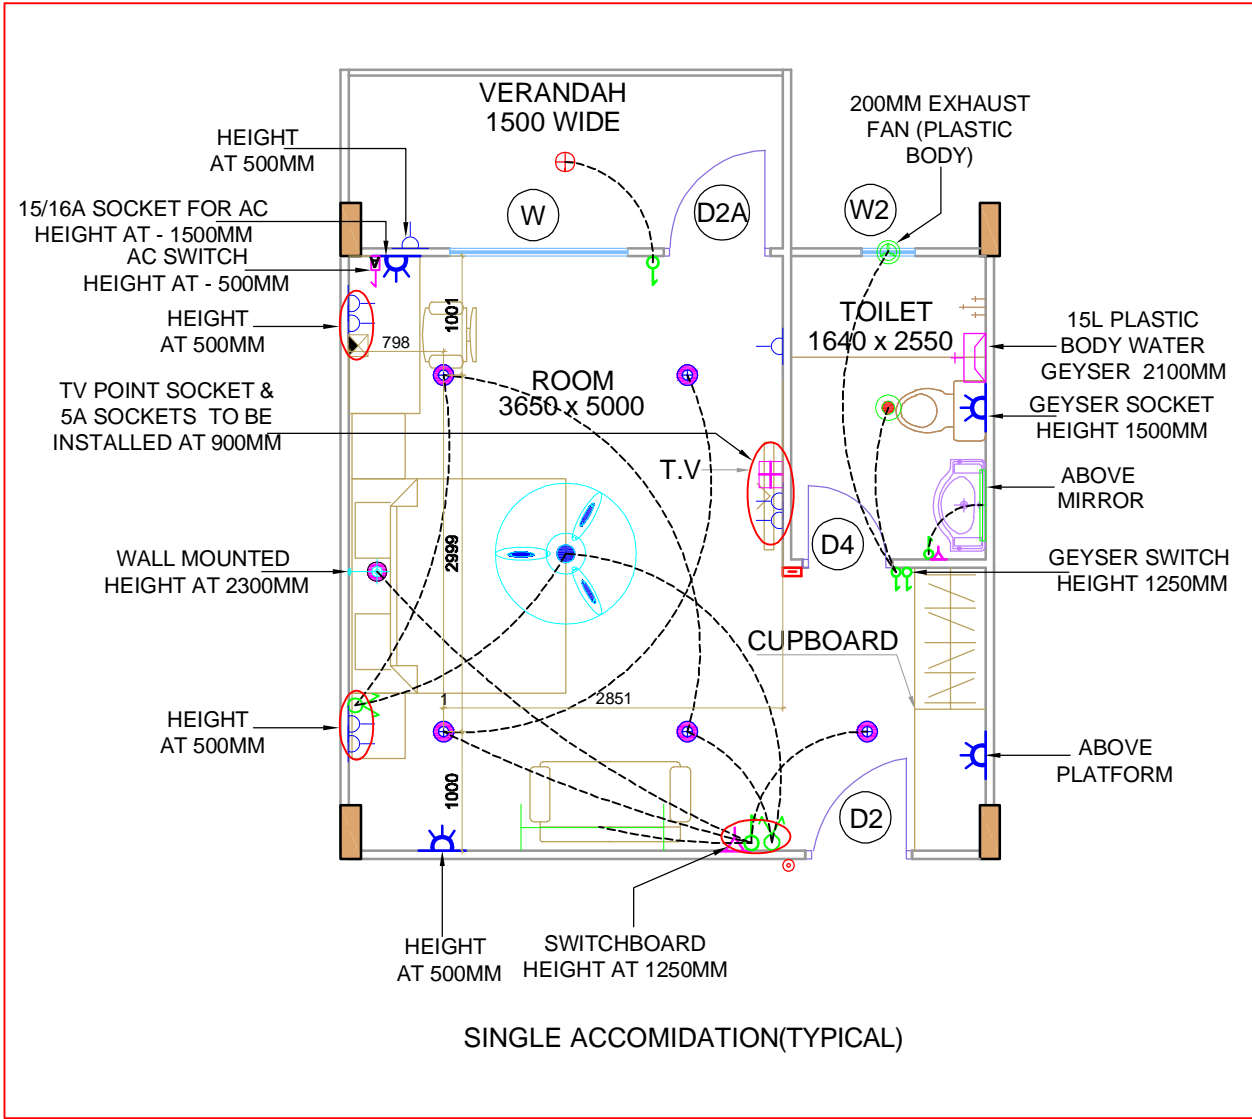 VERANDAH
1500 WIDE
200MM EXHAUST
FAN (PLASTIC
BODY)
HEIGHT
AT 500MM
15/16A SOCKET FOR AC
HEIGHT AT - 1500MM
AC SWITCH
HEIGHT AT - 500MM
W
D2A
W2
A
HEIGHT
AT 500MM
1001
798
TOILET
1640 x 2550
15L PLASTIC
BODY WATER
GEYSER 2100MM
TV POINT SOCKET &
5A SOCKETS TO BE
INSTALLED AT 900MM
ROOM
3650 x 5000
GEYSER SOCKET
HEIGHT 1500MM
T.V
ABOVE
MIRROR
WALL MOUNTED
HEIGHT AT 2300MM
2999
D4
GEYSER SWITCH
HEIGHT 1250MM
CUPBOARD
1
2851
HEIGHT
AT 500MM
ABOVE
PLATFORM
1000
D2
HEIGHT
AT 500MM
SWITCHBOARD
HEIGHT AT 1250MM
SINGLE ACCOMIDATION(TYPICAL)